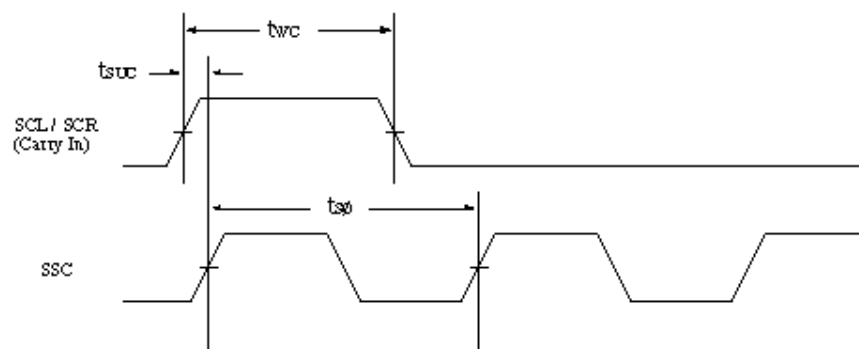 twc
tsuc
SCL / SCR
(Carry In)
tsø
SSC